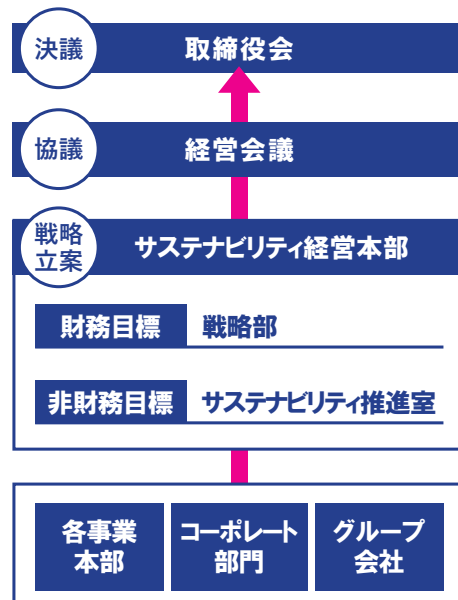 決議
取締役会
協議
経営会議
戦略
立案
サステナビリティ経営本部
財務目標 戦略部
非財務目標 サステナビリティ推進室
各事業
本部
コーポレート
部門
グループ
会社